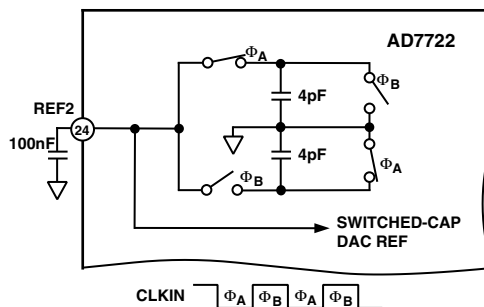 AD7722
ΦA
ΦB
4pF
REF2
24
100nF
4pF
ΦA
ΦB
SWITCHED-CAP
DAC REF
CLKIN ΦA ΦB ΦA ΦB